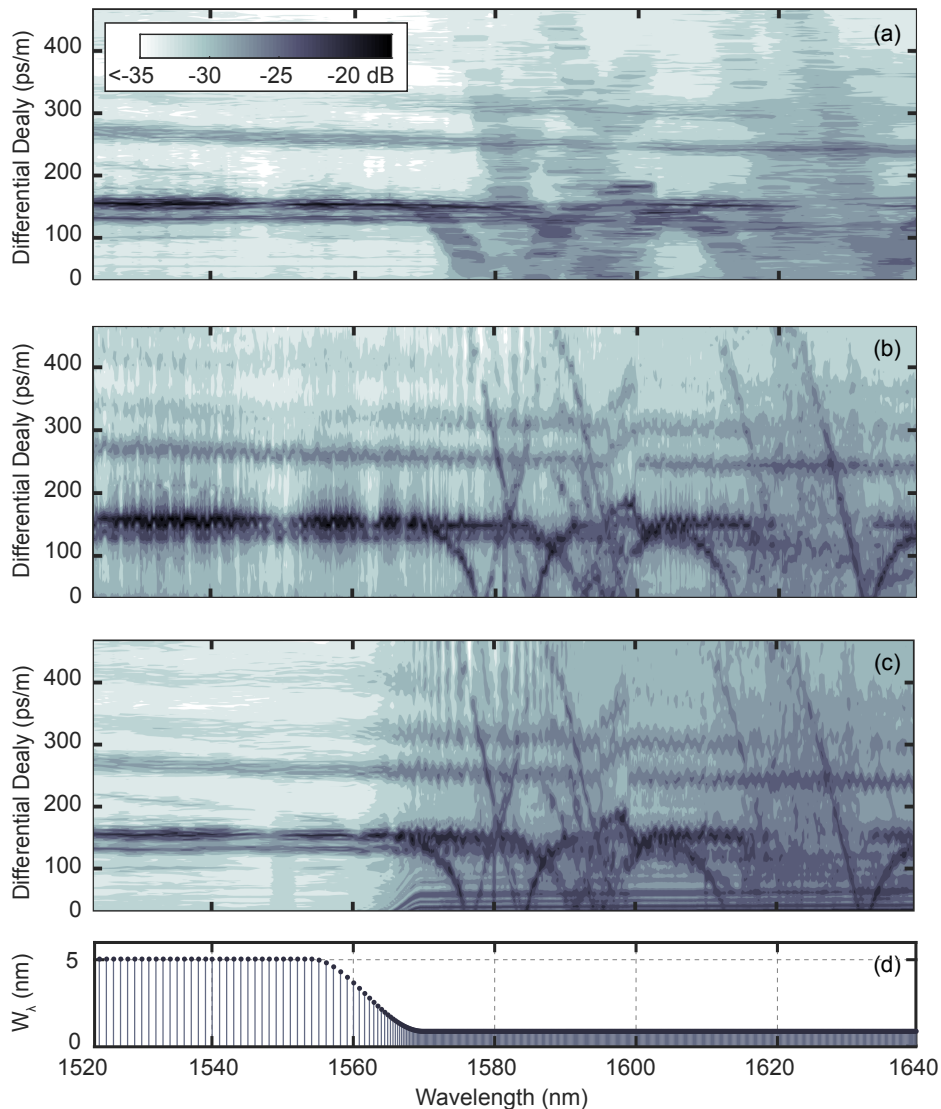 (a)
<-35 -30 -25 -20 dB
Differential Dealy (ps/m)
400
300
200
100
0
(b)
Differential Dealy (ps/m)
400
300
200
100
0
(c)
Differential Dealy (ps/m)
400
300
200
100
0
(d)
Wλ (nm)
5
0
1520 1540 1560 1580 1600 1620 1640
Wavelength (nm)